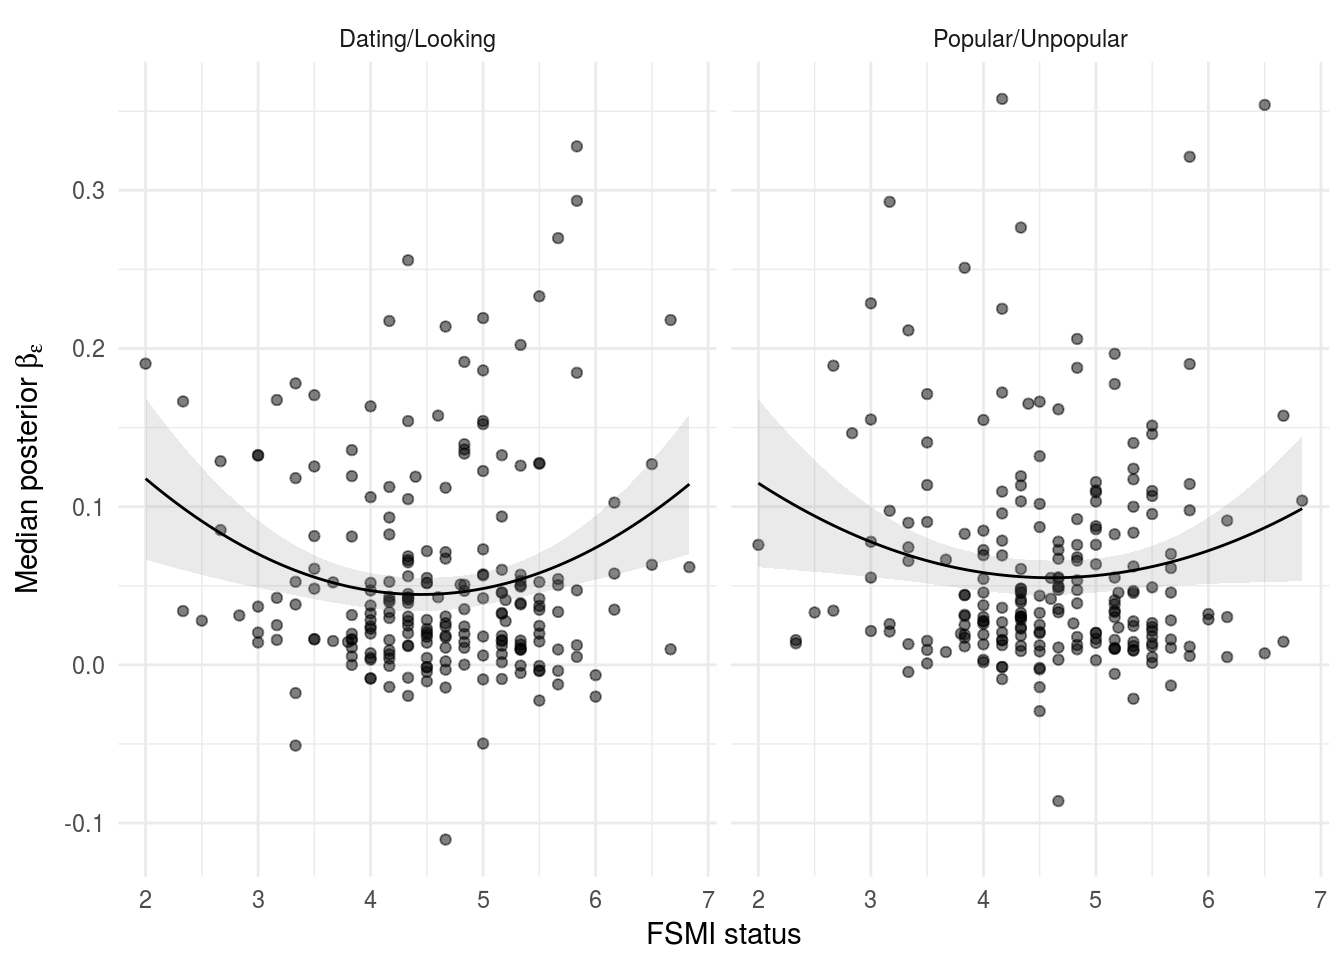 Dating/Looking
Popular/Unpopular
Median posterior βε
0.3
0.2
0.1
0.0
-0.1
2 3 4 5 6 7
2 3 4 5 6 7
FSMI status